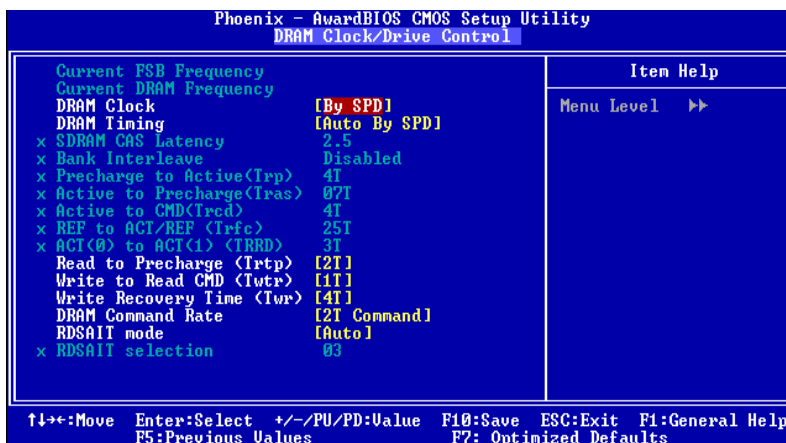 Phoenix - AwardBIOS CMOS Setup Utility
DRAM Clock/Drive Control
Current FSB Frequency
Current DRAM Frequency
DRAM Clock [By SPD]
DRAM Timing [Auto By SPD]
x SDRAM CAS Latency 2.5
x Bank Interleave Disabled
x Precharge to Active(Trp) 4T
x Active to Precharge(Tras) 07T
x Active to CMD(Trcd) 4T
x REF to ACT/REF (Trfc) 25T
x ACT(0) to ACT(1) (TRRD) 3T
Read to Precharge (Trtp) [2T]
Write to Read CMD (Twtr) [1T]
Write Recovery Time (Twr) [4T]
DRAM Command Rate [2T Command]
RDSAIT mode [Auto]
x RDSAIT selection 03
Item Help
Menu Level ▸▸
↑↓→←:Move Enter:Select +/-/PU/PD:Value F10:Save ESC:Exit F1:General Help
F5:Previous Values F7: Optimized Defaults